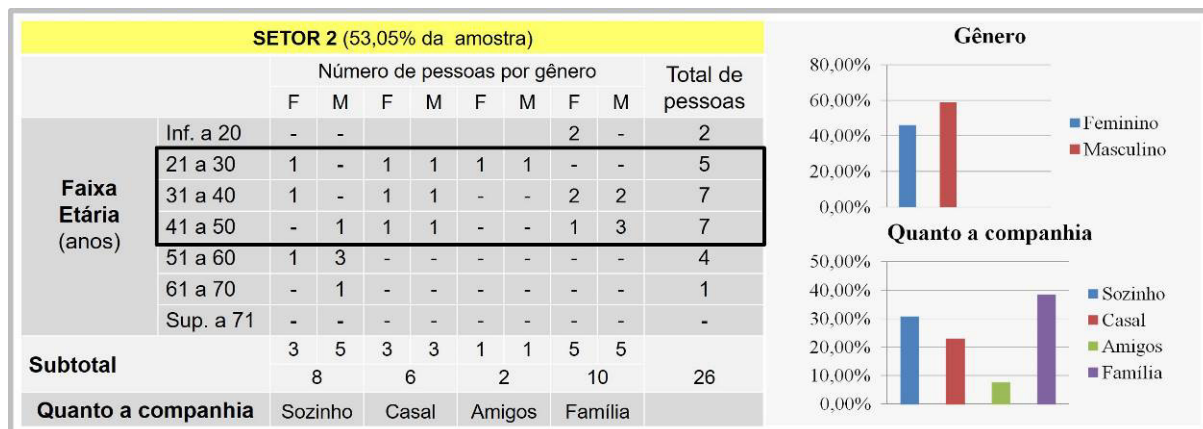 SETOR 2 (53,05% da amostra)
Número de pessoas por gênero
Total de pessoas
F M F M F M F M
Faixa Etária (anos)
Inf. a 20 - - 2 - 2
21 a 30 1 - 1 1 1 1 - - 5
31 a 40 1 - 1 1 - - 2 2 7
41 a 50 - 1 1 1 - - 1 3 7
51 a 60 1 3 - - - - - - 4
61 a 70 - 1 - - - - - - 1
Sup. a 71 - - - - - - - - -
Subtotal
3 5 3 3 1 1 5 5
8 6 2 10 26
Quanto a companhia Sozinho Casal Amigos Família
Gênero
80,00%
60,00%
40,00%
20,00%
0,00%
Feminino
Masculino
Quanto a companhia
50,00%
40,00%
30,00%
20,00%
10,00%
0,00%
Sozinho
Casal
Amigos
Família